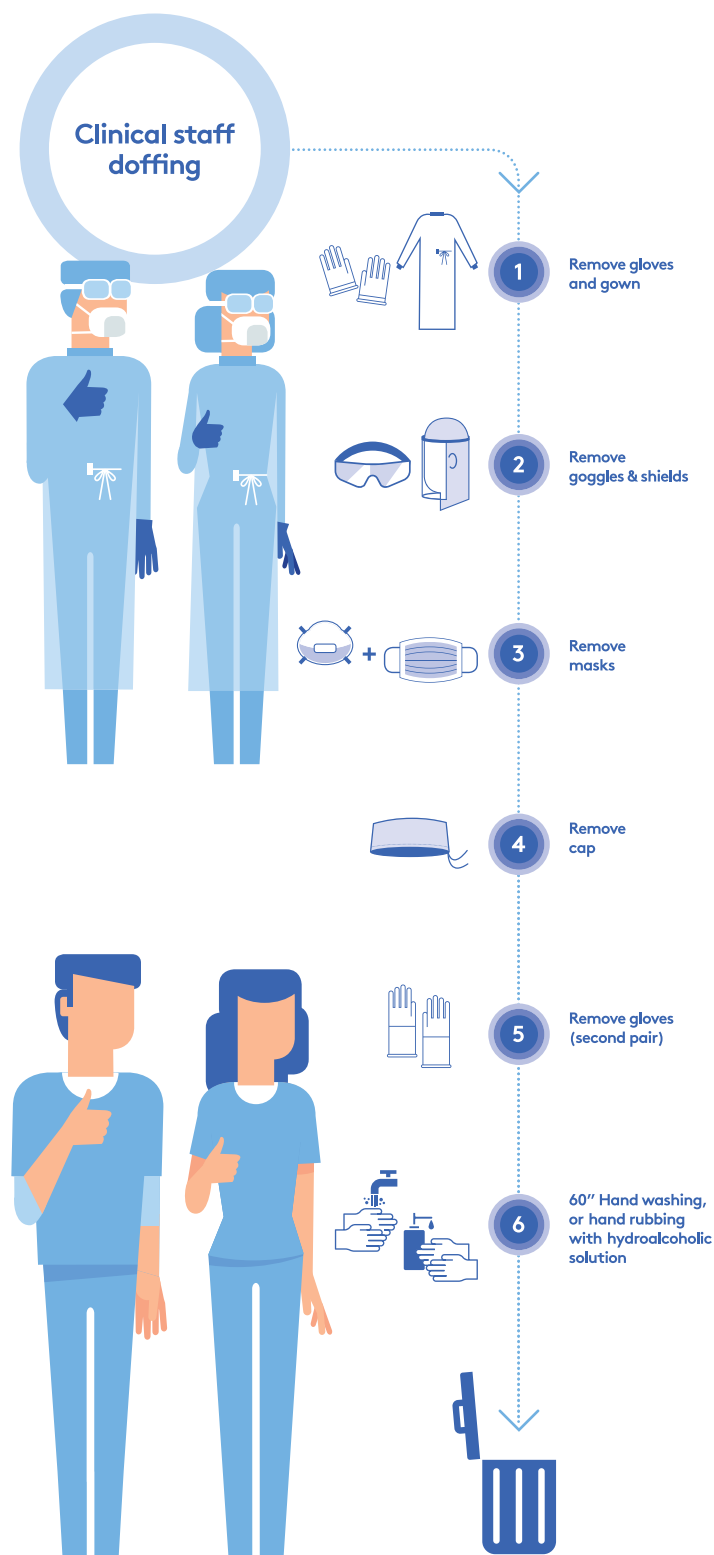 Clinical staff
doffing
1
Remove gloves
and gown
2
Remove
goggles & shields
3
Remove
masks
4
Remove
cap
5
Remove gloves
(second pair)
6
60″ Hand washing,
or hand rubbing
with hydroalcoholic
solution